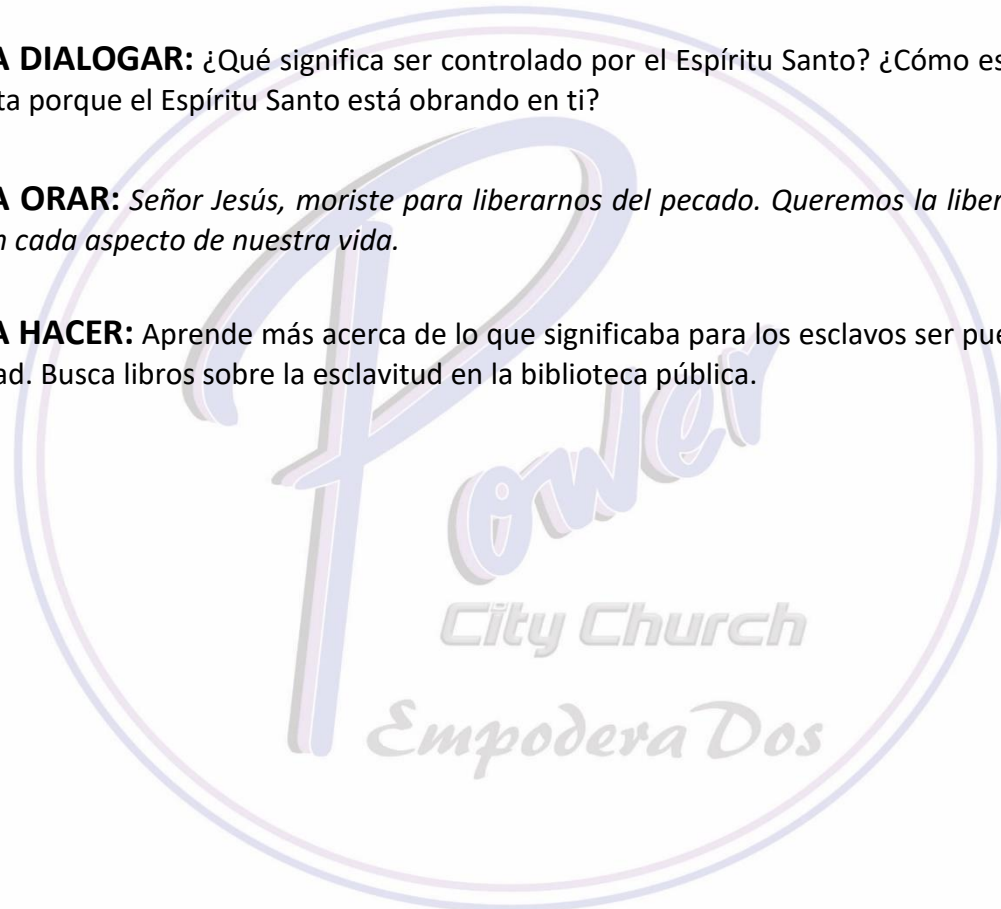 A DIALOGAR: ¿Qué significa ser controlado por el Espíritu Santo? ¿Cómo es
ta porque el Espíritu Santo está obrando en ti?
A ORAR: Señor Jesús, moriste para liberarnos del pecado. Queremos la liber
n cada aspecto de nuestra vida.
A HACER: Aprende más acerca de lo que significaba para los esclavos ser pue
ad. Busca libros sobre la esclavitud en la biblioteca pública.
Power
City Church
EmpoderaDos